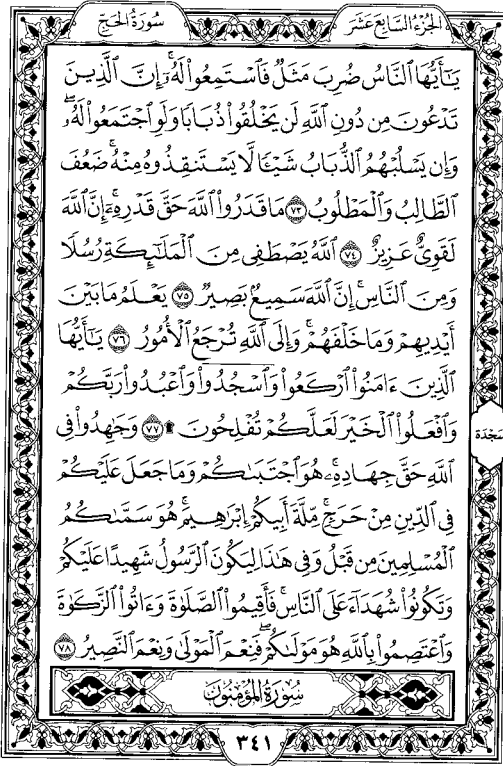 الجزء السابع عشر
سورة الحج
يَٰٓأَيُّهَا ٱلنَّاسُ ضُرِبَ مَثَلٌ فَٱسْتَمِعُوا۟ لَهُۥٓ ۚ إِنَّ ٱلَّذِينَ
تَدْعُونَ مِن دُونِ ٱللَّهِ لَن يَخْلُقُوا۟ ذُبَابًا وَلَوِ ٱجْتَمَعُوا۟ لَهُۥ ۖ
وَإِن يَسْلُبْهُمُ ٱلذُّبَابُ شَيْـًٔا لَّا يَسْتَنقِذُوهُ مِنْهُ ۚ ضَعُفَ
ٱلطَّالِبُ وَٱلْمَطْلُوبُ ٧٣ مَا قَدَرُوا۟ ٱللَّهَ حَقَّ قَدْرِهِۦٓ ۗ إِنَّ ٱللَّهَ
لَقَوِىٌّ عَزِيزٌ ٧٤ ٱللَّهُ يَصْطَفِى مِنَ ٱلْمَلَٰٓئِكَةِ رُسُلًا
وَمِنَ ٱلنَّاسِ ۚ إِنَّ ٱللَّهَ سَمِيعٌۢ بَصِيرٌ ٧٥ يَعْلَمُ مَا بَيْنَ
أَيْدِيهِمْ وَمَا خَلْفَهُمْ ۗ وَإِلَى ٱللَّهِ تُرْجَعُ ٱلْأُمُورُ ٧٦ يَٰٓأَيُّهَا
ٱلَّذِينَ ءَامَنُوا۟ ٱرْكَعُوا۟ وَٱسْجُدُوا۟ وَٱعْبُدُوا۟ رَبَّكُمْ
وَٱفْعَلُوا۟ ٱلْخَيْرَ لَعَلَّكُمْ تُفْلِحُونَ ۩ ٧٧ وَجَٰهِدُوا۟ فِى
سجدة
ٱللَّهِ حَقَّ جِهَادِهِۦ ۚ هُوَ ٱجْتَبَىٰكُمْ وَمَا جَعَلَ عَلَيْكُمْ
فِى ٱلدِّينِ مِنْ حَرَجٍ ۚ مِّلَّةَ أَبِيكُمْ إِبْرَٰهِيمَ ۚ هُوَ سَمَّىٰكُمُ
ٱلْمُسْلِمِينَ مِن قَبْلُ وَفِى هَٰذَا لِيَكُونَ ٱلرَّسُولُ شَهِيدًا عَلَيْكُمْ
وَتَكُونُوا۟ شُهَدَآءَ عَلَى ٱلنَّاسِ ۚ فَأَقِيمُوا۟ ٱلصَّلَوٰةَ وَءَاتُوا۟ ٱلزَّكَوٰةَ
وَٱعْتَصِمُوا۟ بِٱللَّهِ هُوَ مَوْلَىٰكُمْ ۖ فَنِعْمَ ٱلْمَوْلَىٰ وَنِعْمَ ٱلنَّصِيرُ ٧٨
سورة المؤمنون
٣٤١